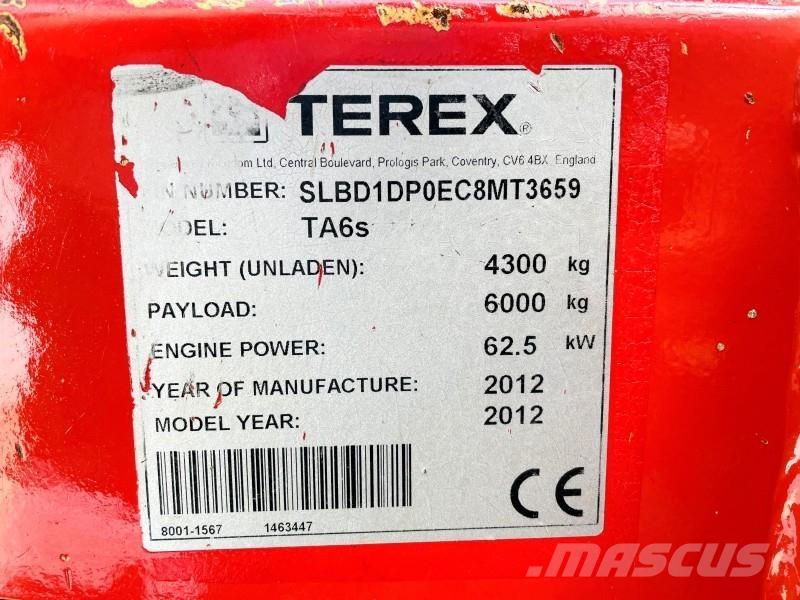 TEREX®
Ltd, Central Boulevard, Prologis Park, Coventry, CV6 4BX England
NUMBER: SLBD1DP0EC8MT3659
MODEL: TA6s
WEIGHT (UNLADEN): 4300 kg
PAYLOAD: 6000 kg
ENGINE POWER: 62.5 kW
YEAR OF MANUFACTURE: 2012
MODEL YEAR: 2012
8001-1567 1463447
CE
MASCUS